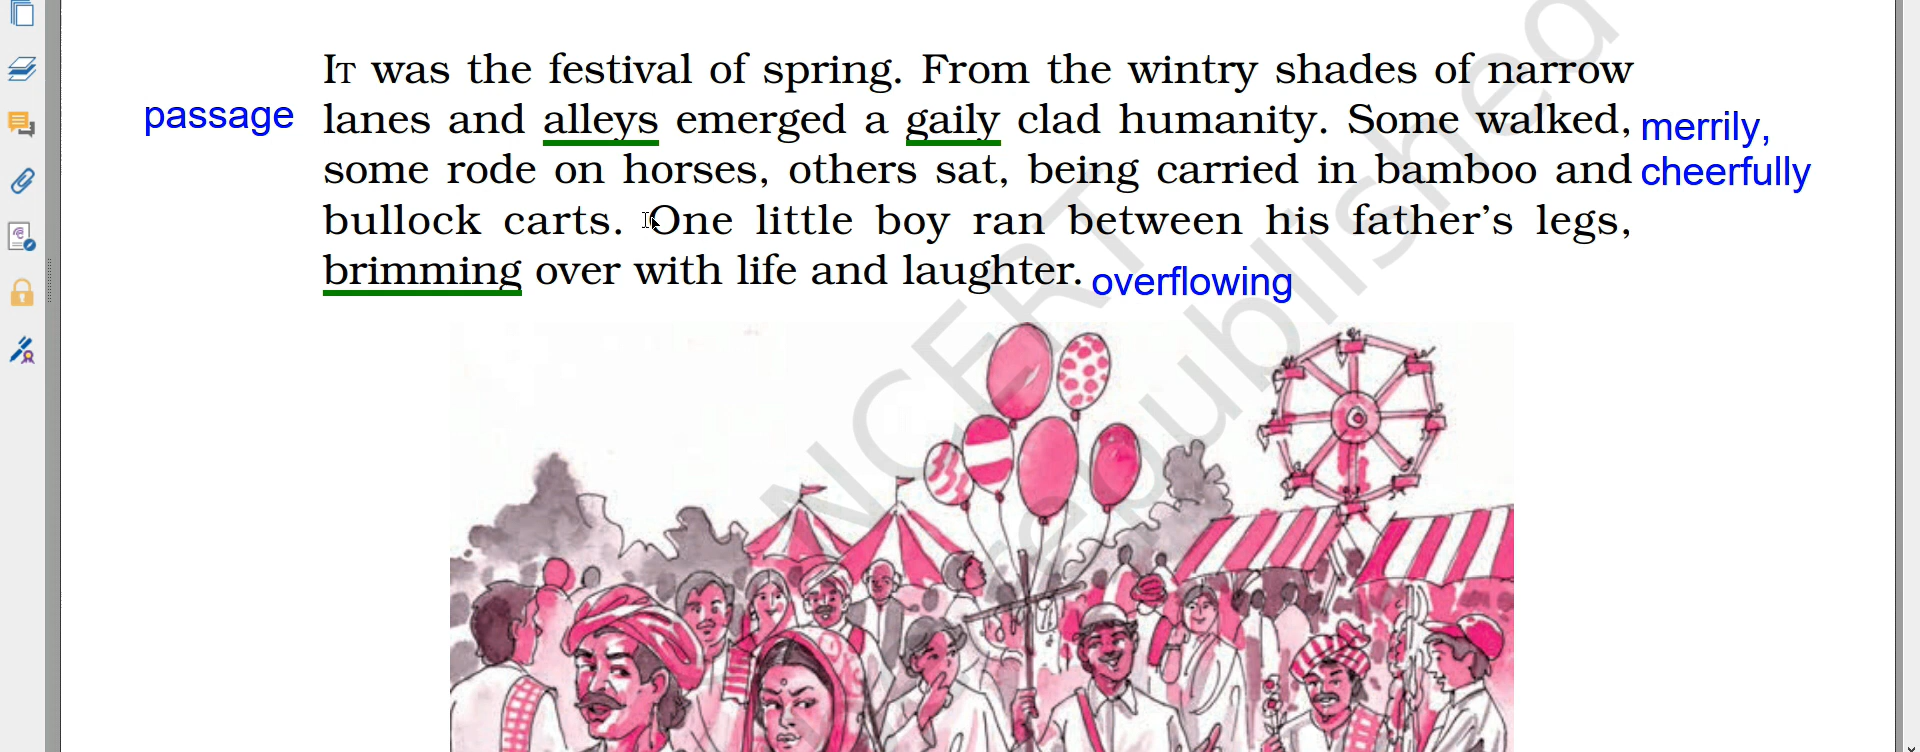 IT was the festival of spring. From the wintry shades of narrow
passage lanes and alleys emerged a gaily clad humanity. Some walked, merrily,
some rode on horses, others sat, being carried in bamboo and cheerfully
bullock carts. One little boy ran between his father’s legs,
brimming over with life and laughter. overflowing
NCERT
republished